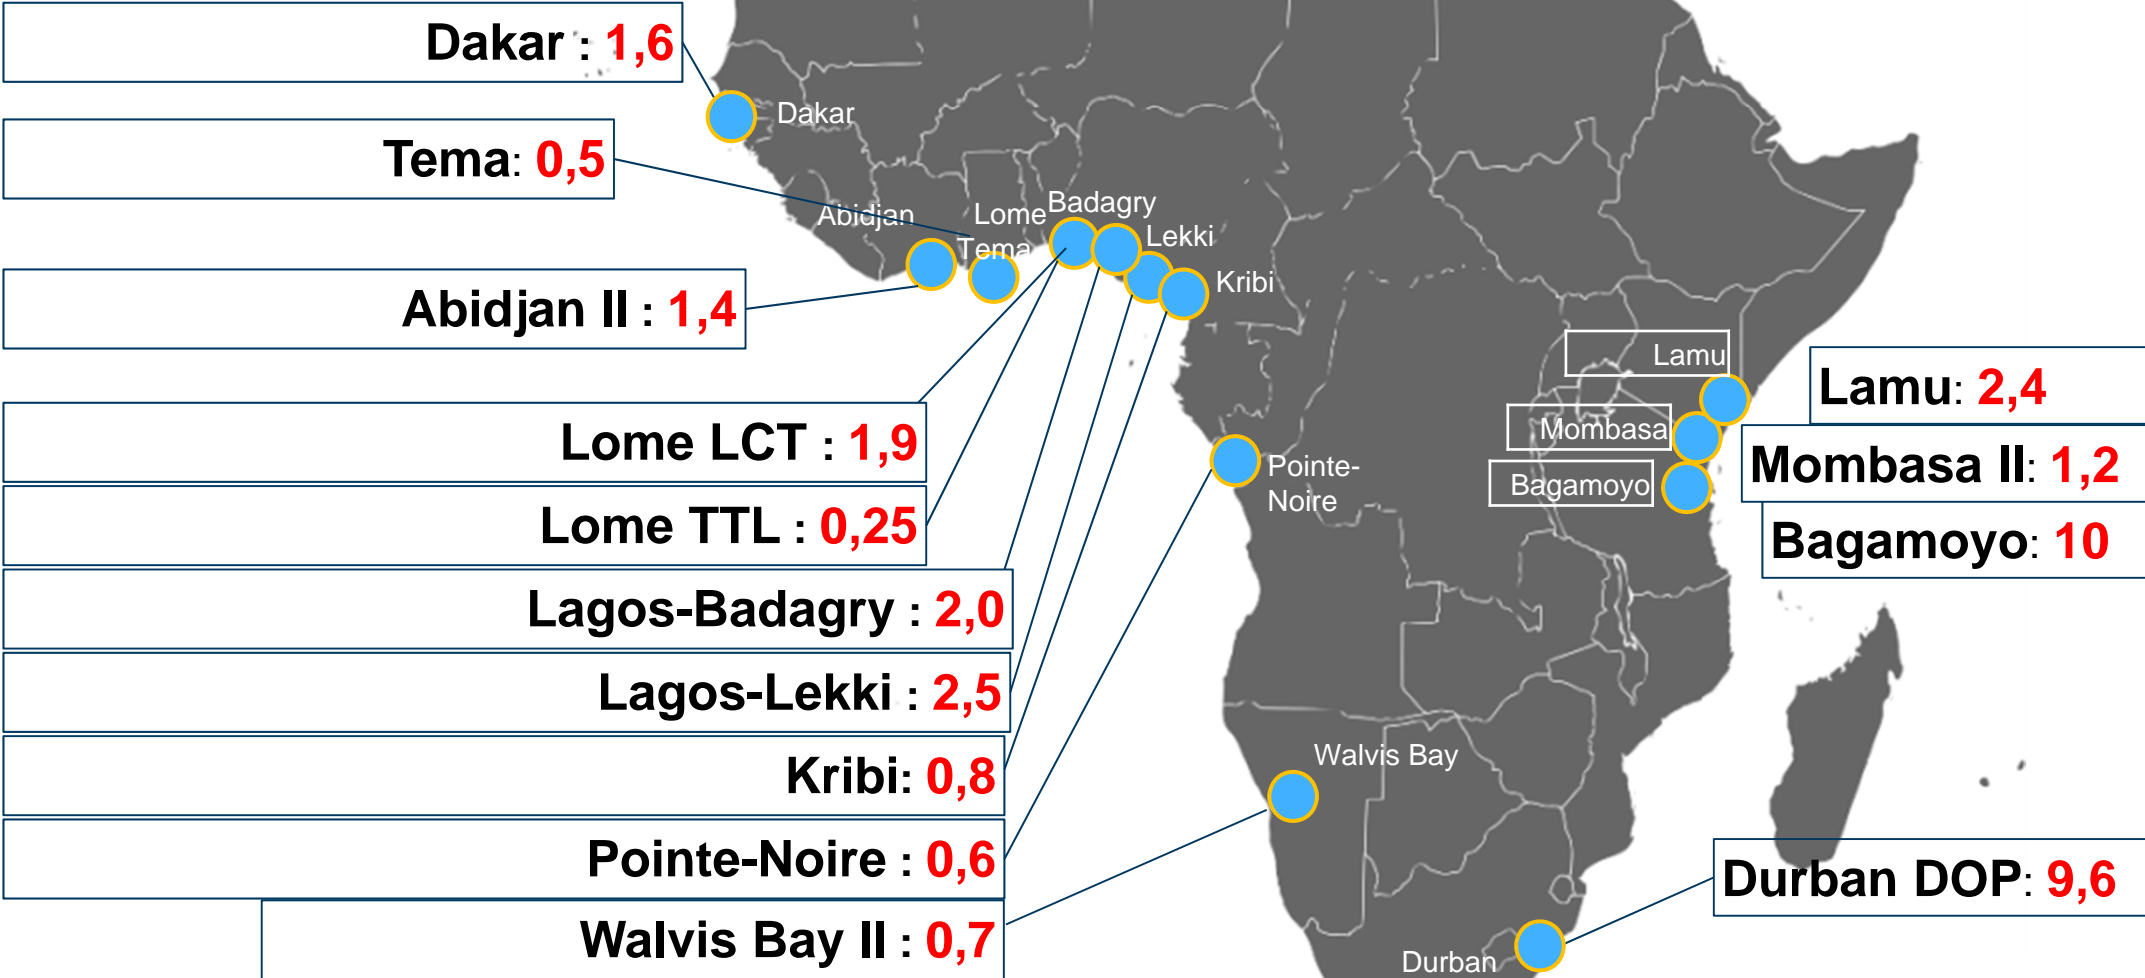 Dakar : 1,6
Tema: 0,5
Abidjan II : 1,4
Lome LCT : 1,9
Lome TTL : 0,25
Lagos-Badagry : 2,0
Lagos-Lekki : 2,5
Kribi: 0,8
Pointe-Noire : 0,6
Walvis Bay II : 0,7
Dakar
Abidjan
Lome
Tema
Badagry
Lekki
Kribi
Pointe-
Noire
Walvis Bay
Durban
Lamu
Mombasa
Bagamoyo
Lamu: 2,4
Mombasa II: 1,2
Bagamoyo: 10
Durban DOP: 9,6